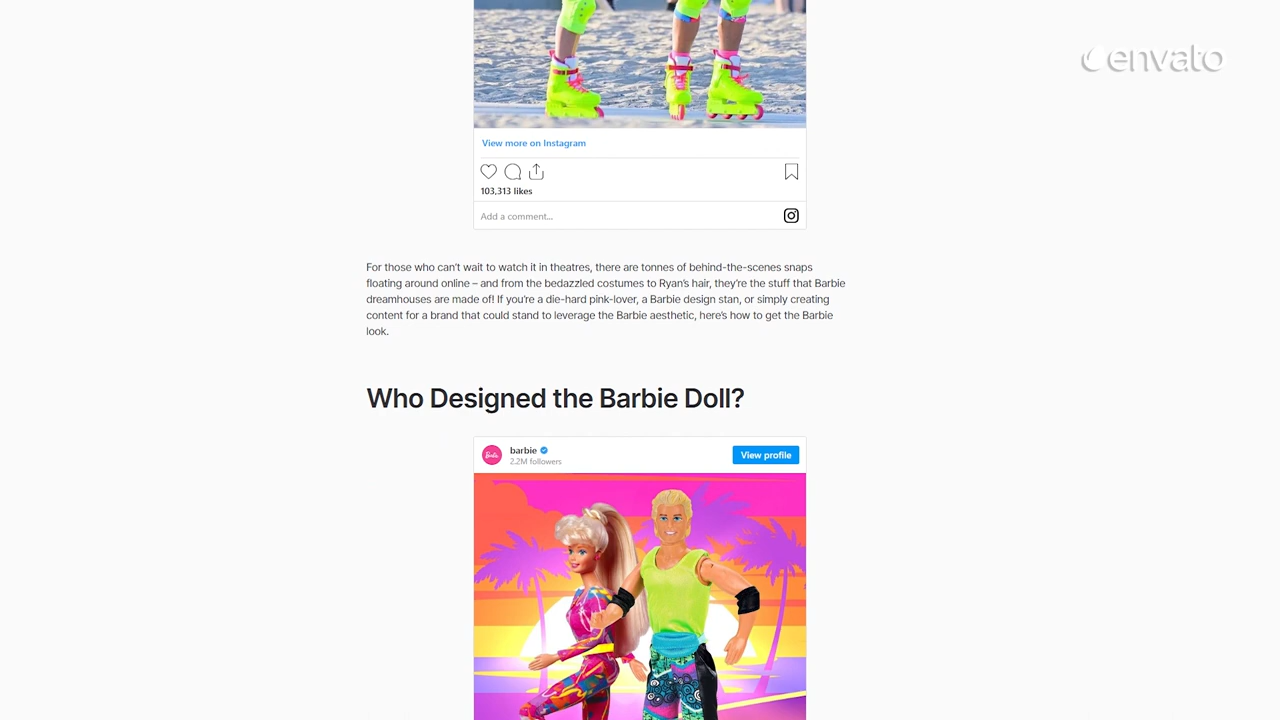 envato
View more on Instagram
103,313 likes
Add a comment...
For those who can't wait to watch it in theatres, there are tonnes of behind-the-scenes snaps
floating around online – and from the bedazzled costumes to Ryan's hair, they're the stuff that Barbie
dreamhouses are made of! If you're a die-hard pink-lover, a Barbie design stan, or simply creating
content for a brand that could stand to leverage the Barbie aesthetic, here's how to get the Barbie
look.
Who Designed the Barbie Doll?
Barbie
barbie
2.2M followers
View profile